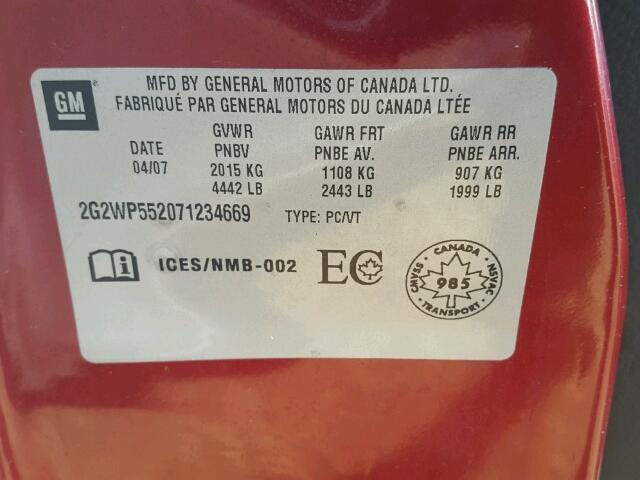 GM
MFD BY GENERAL MOTORS OF CANADA LTD.
FABRIQUÉ PAR GENERAL MOTORS DU CANADA LTÉE
DATE GVWR GAWR FRT GAWR RR
04/07 PNBV PNBE AV. PNBE ARR.
2015 KG 1108 KG 907 KG
4442 LB 2443 LB 1999 LB
2G2WP552071234669 TYPE: PC/VT
ICES/NMB-002 EC
CANADA
CMVSS 985 NSVAC
TRANSPORT